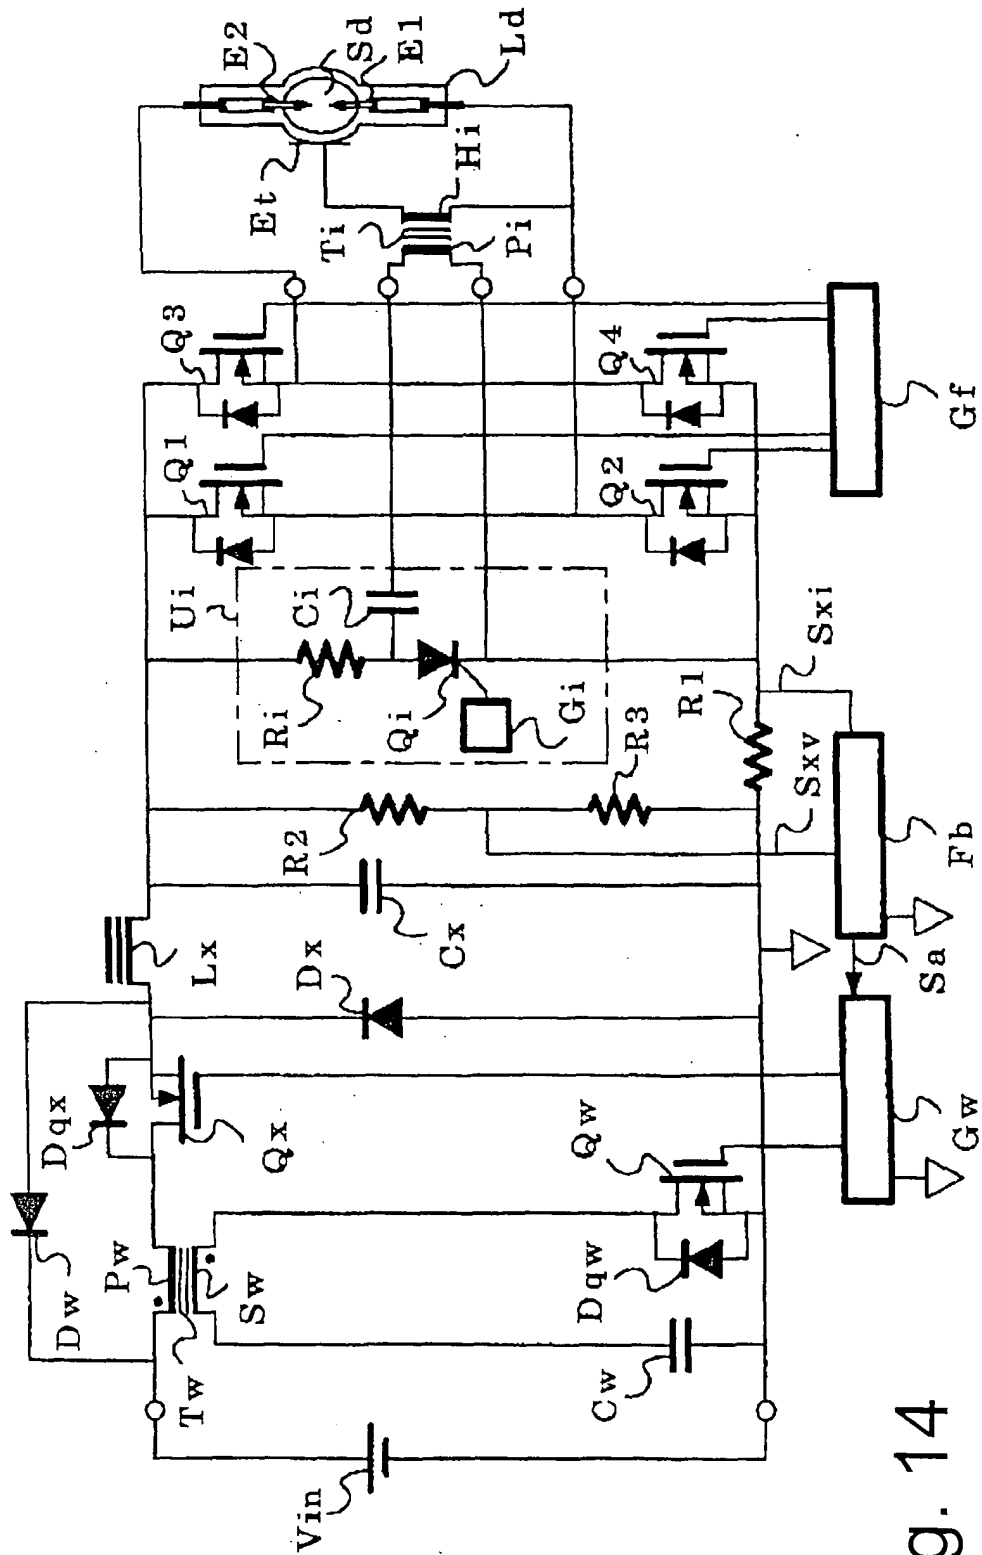 Vin
Dw
Tw
Pw
Sw
Cw
Dqw
Qw
Dqx
Qx
Lx
Dx
Cx
R2
R3
R1
Ui
Ri
Ci
Qi
Gi
Q1
Q2
Q3
Q4
Et
Ti
Pi
Hi
E2
Sd
E1
Ld
Sxi
Sxv
Sa
Fb
Gw
Gf
g. 14